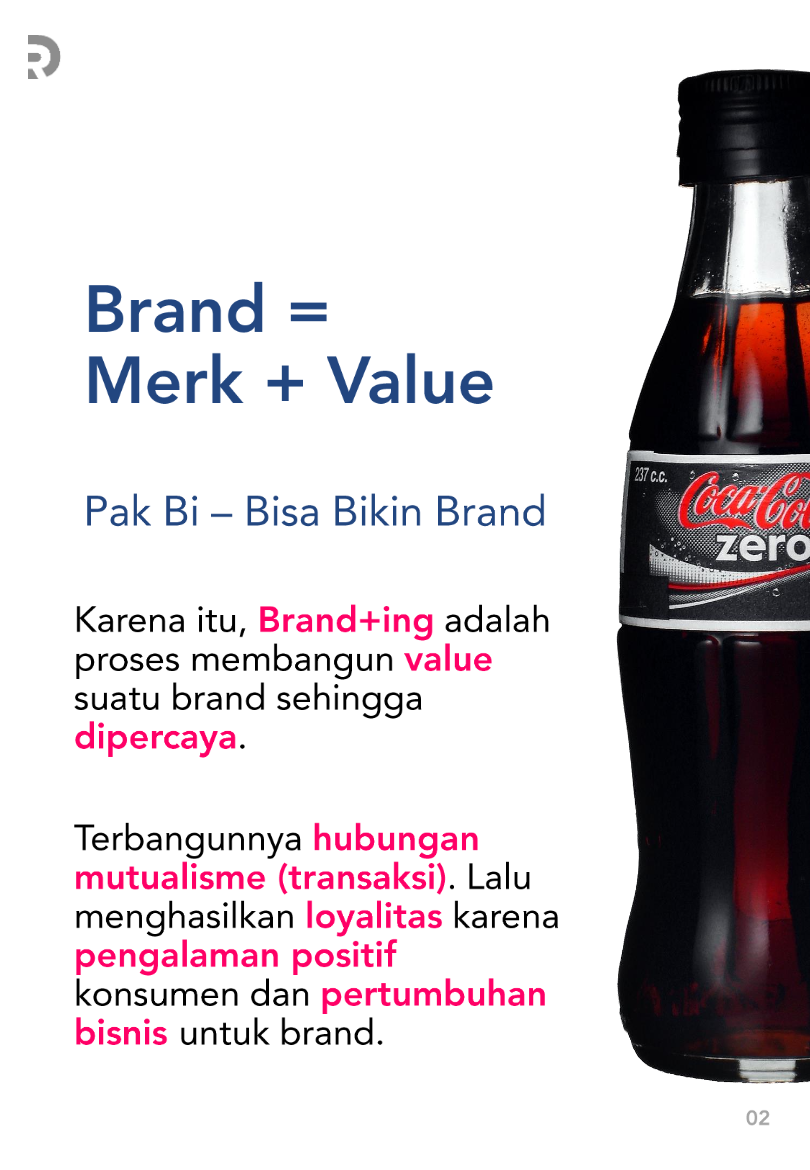 Brand =
Merk + Value
Pak Bi – Bisa Bikin Brand
Karena itu, Brand+ing adalah
proses membangun value
suatu brand sehingga
dipercaya.
Terbangunnya hubungan
mutualisme (transaksi). Lalu
menghasilkan loyalitas karena
pengalaman positif
konsumen dan pertumbuhan
bisnis untuk brand.
237 c.c.
Coca-Co
zero
02